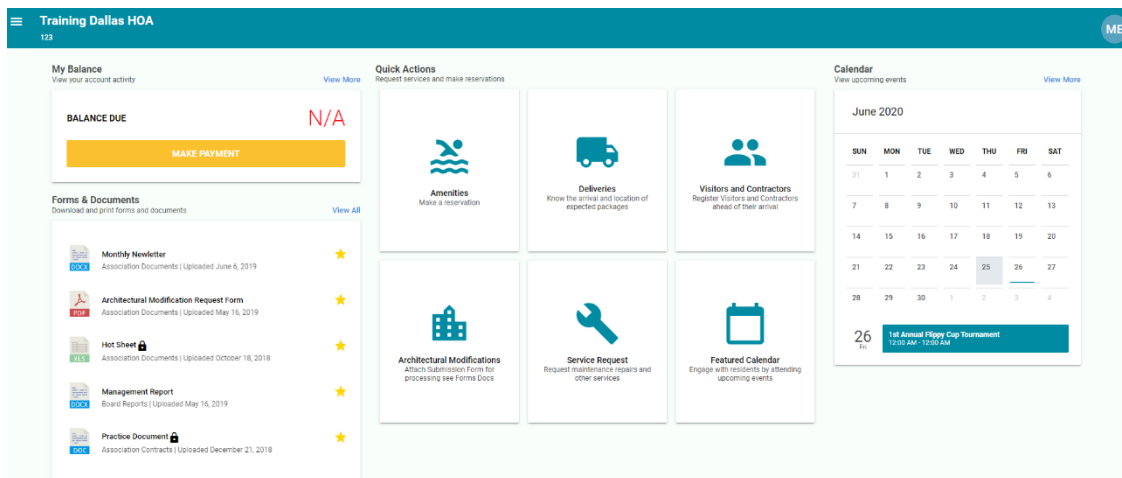 Training Dallas HOA
123
ME
My Balance
View your account activity
View More
BALANCE DUE
N/A
MAKE PAYMENT
Forms & Documents
Download and print forms and documents
View All
DOCX
Monthly Newletter
Association Documents | Uploaded June 6, 2019
PDF
Architectural Modification Request Form
Association Documents | Uploaded May 16, 2019
XLS
Hot Sheet
Association Documents | Uploaded October 18, 2018
DOCX
Management Report
Board Reports | Uploaded May 16, 2019
DOC
Practice Document
Association Contracts | Uploaded December 21, 2018
Quick Actions
Request services and make reservations
Amenities
Make a reservation
Deliveries
Know the arrival and location of
expected packages
Visitors and Contractors
Register Visitors and Contractors
ahead of their arrival
Architectural Modifications
Attach Submission Form for
processing see Forms Docs
Service Request
Request maintenance repairs and
other services
Featured Calendar
Engage with residents by attending
upcoming events
Calendar
View upcoming events
View More
June 2020
SUN MON TUE WED THU FRI SAT
31 1 2 3 4 5 6
7 8 9 10 11 12 13
14 15 16 17 18 19 20
21 22 23 24 25 26 27
28 29 30 1 2 3 4
26
Fri
1st Annual Flippy Cup Tournament
12:00 AM - 12:00 AM